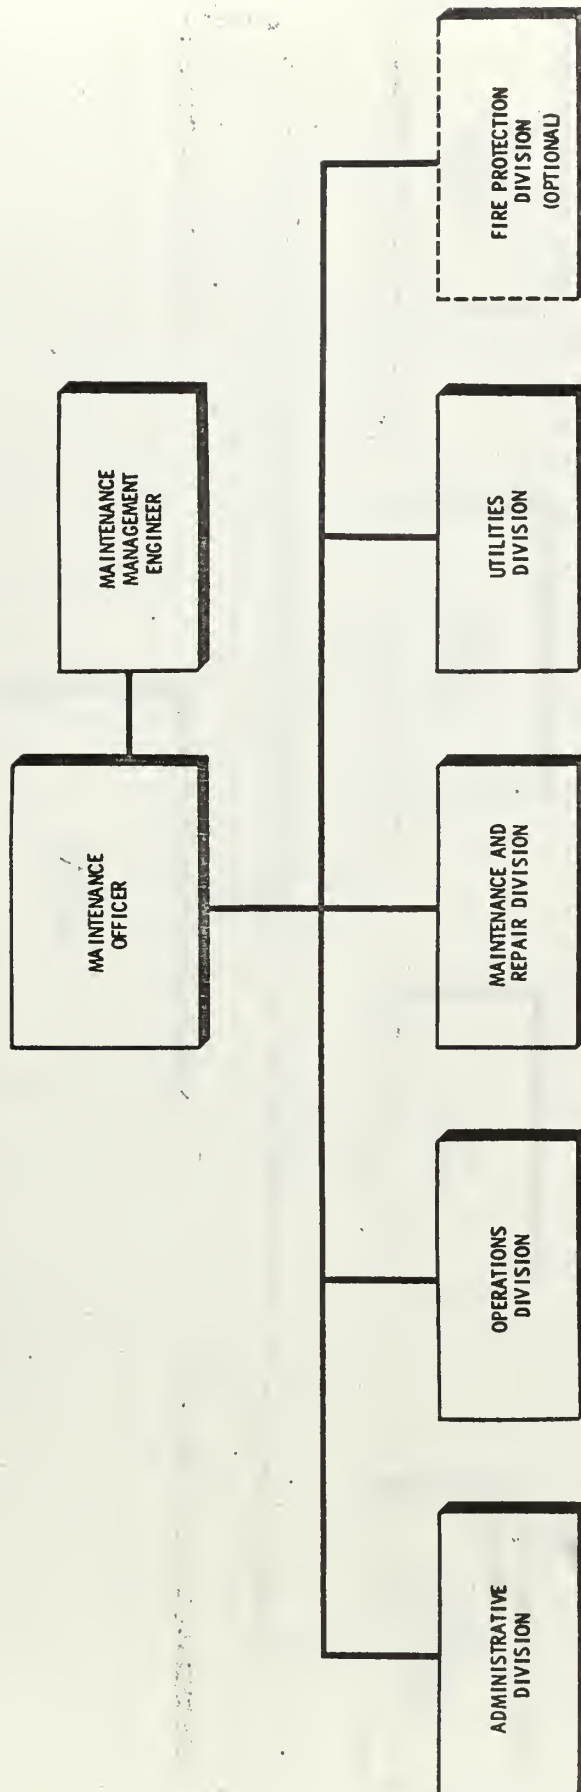 MAINTENANCE
OFFICER
MAINTENANCE
MANAGEMENT
ENGINEER
ADMINISTRATIVE
DIVISION
OPERATIONS
DIVISION
MAINTENANCE AND
REPAIR DIVISION
UTILITIES
DIVISION
FIRE PROTECTION
DIVISION
(OPTIONAL)